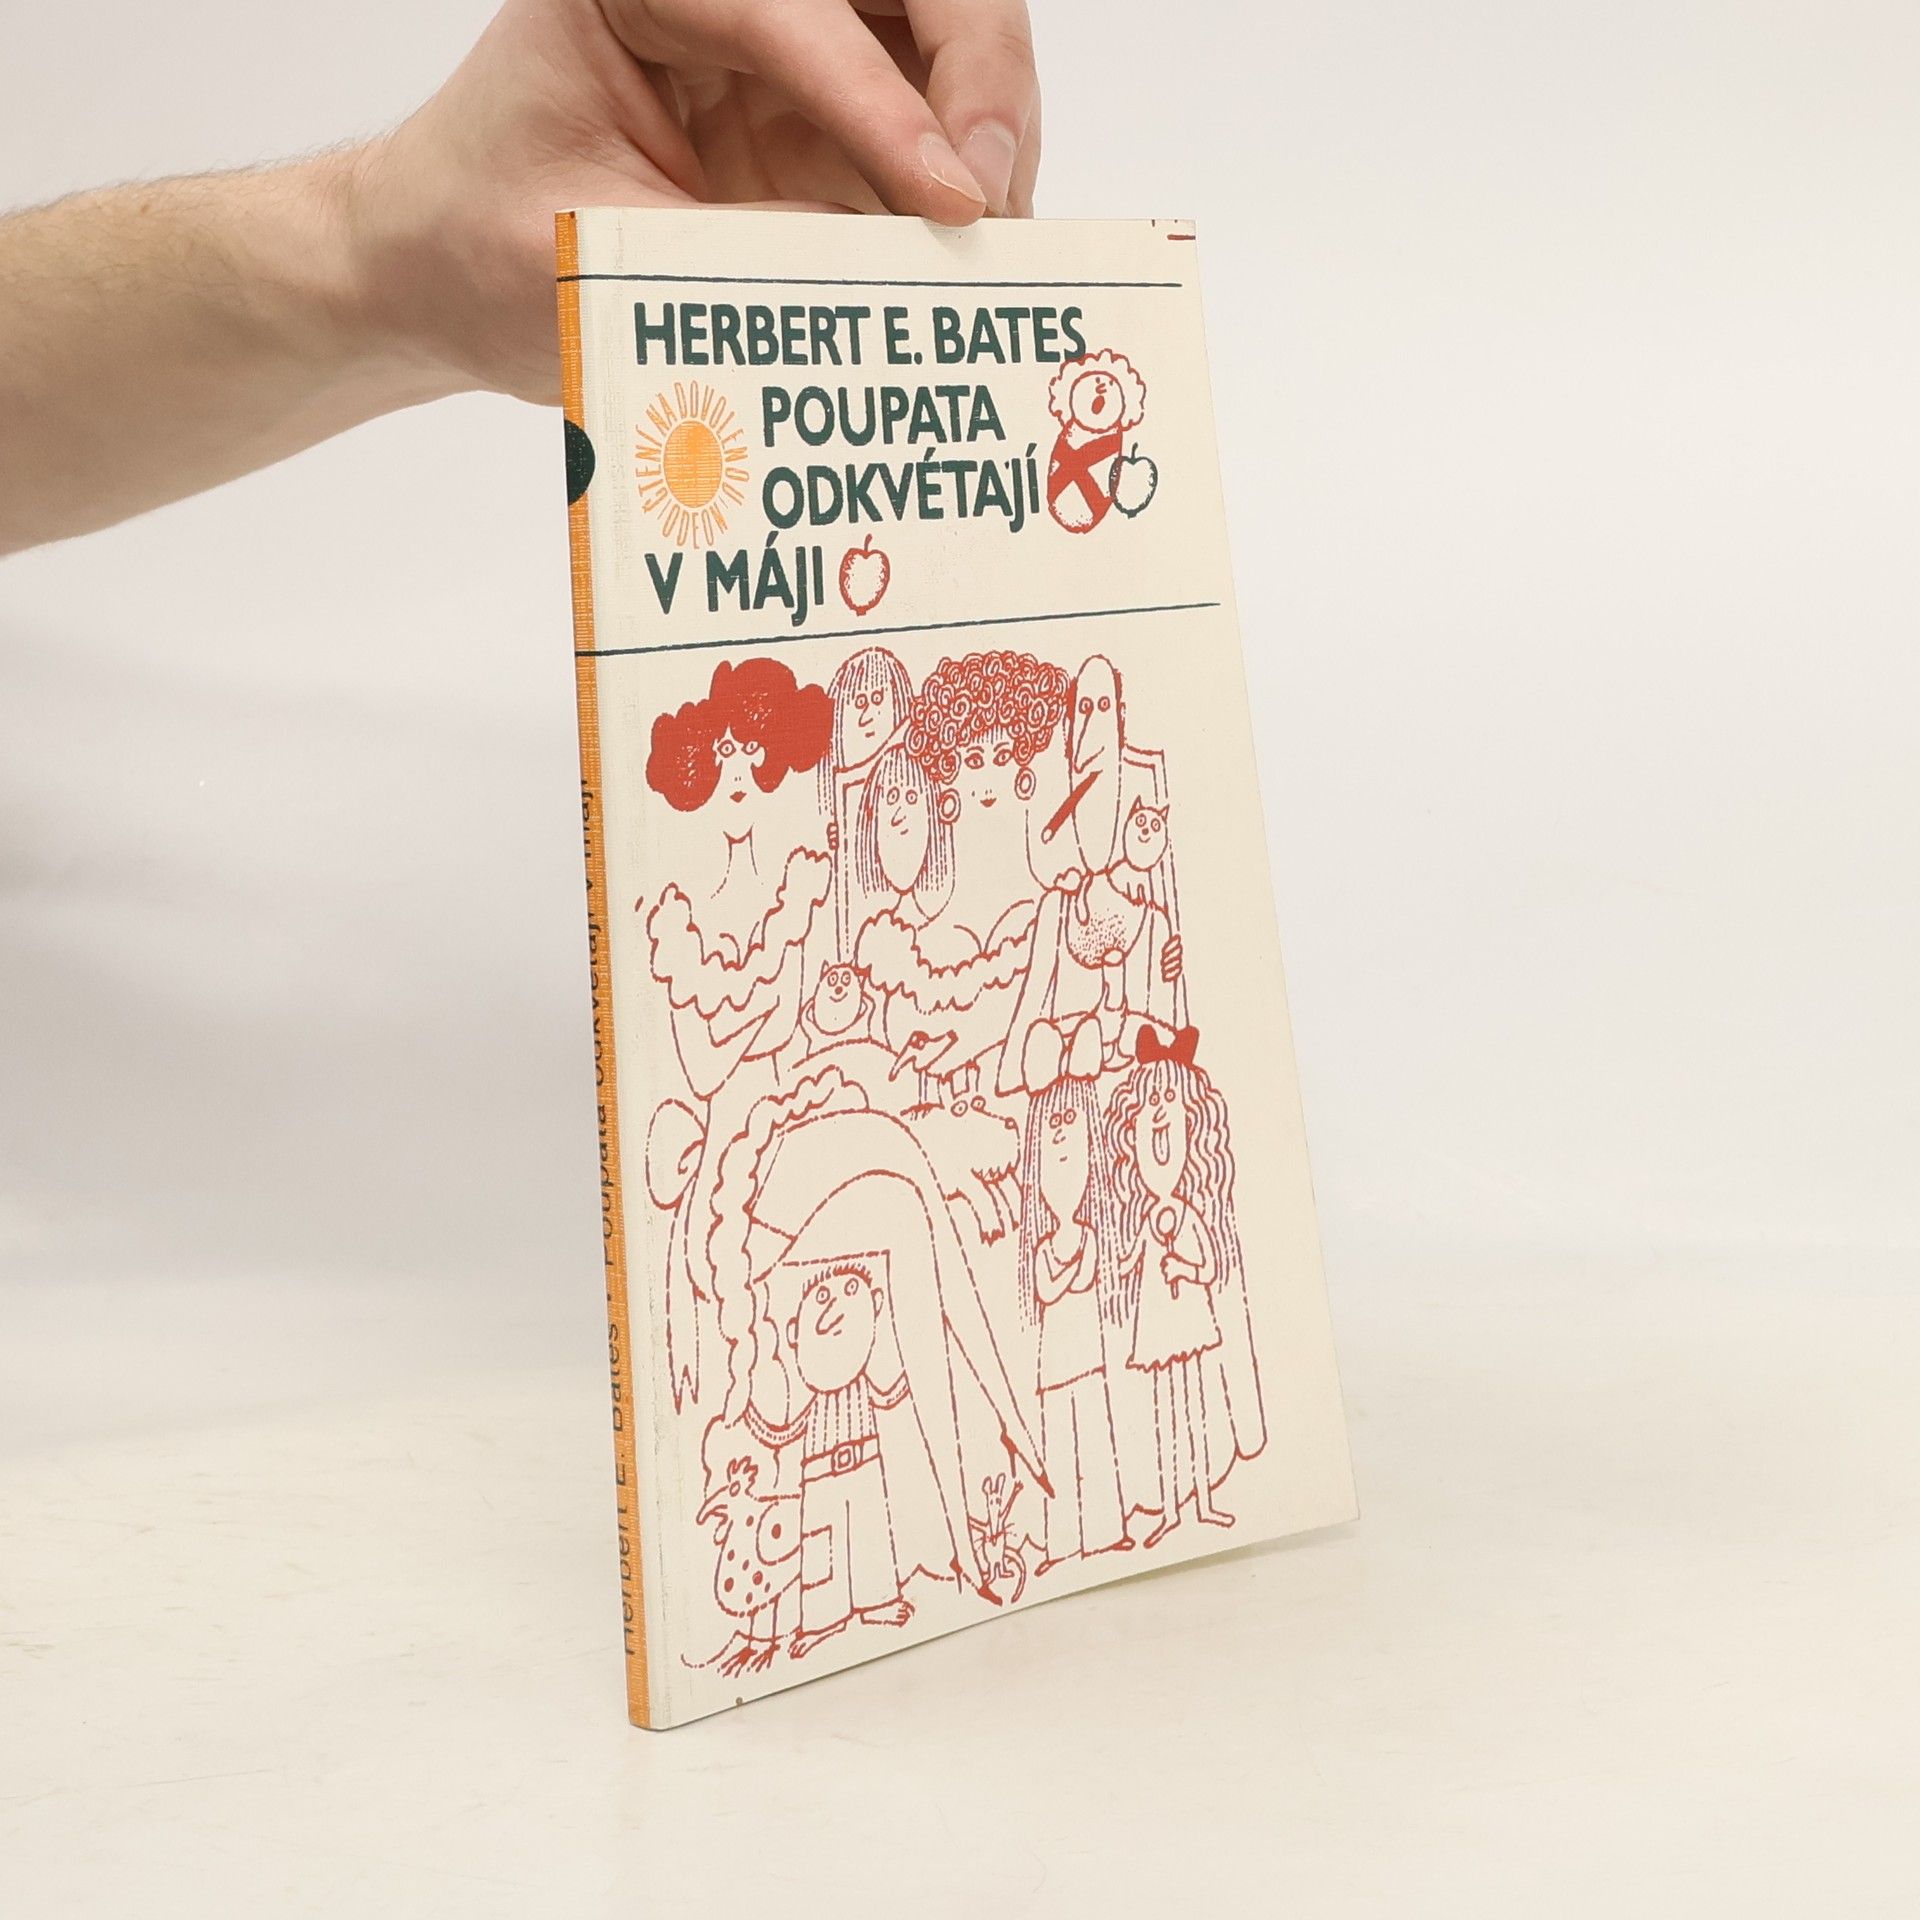 HERBERT E. BATES
POUPATA
ODKVÉTAJÍ
V MÁJI
ČTENÍ NA DOVOLENOU
ODEON
Herbert E. Bates • Poupata odkvétají v máji